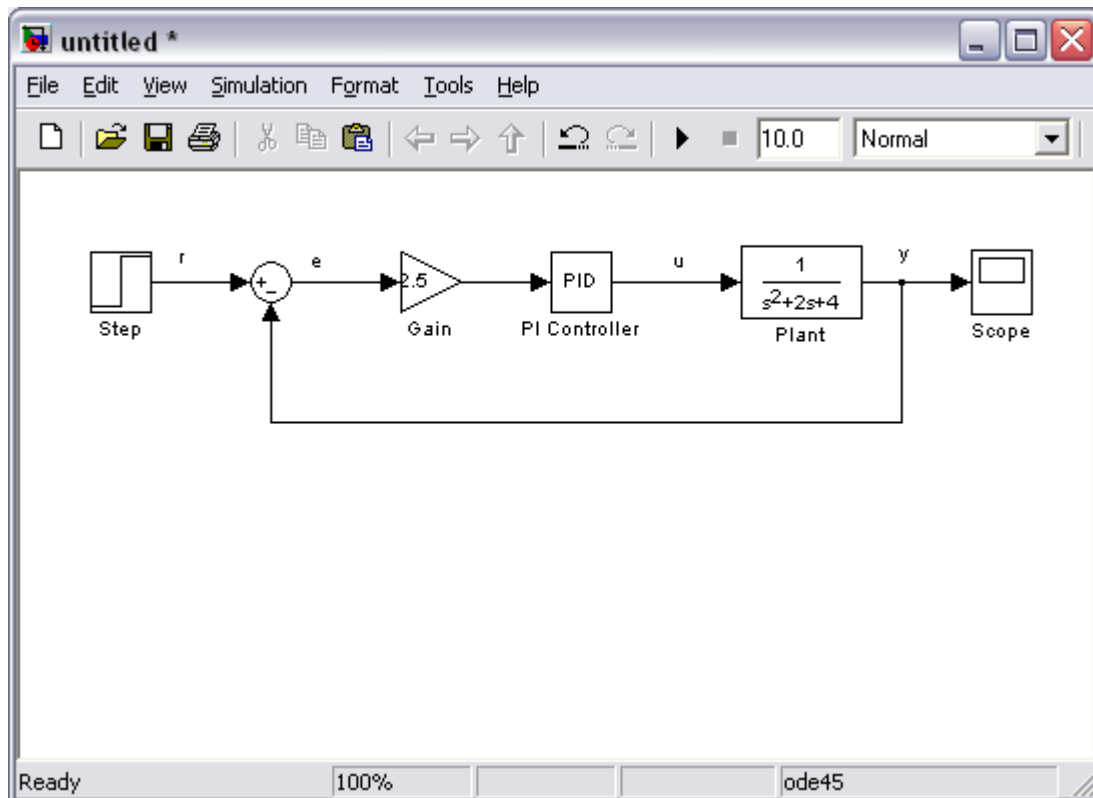 untitled *
File Edit View Simulation Format Tools Help
10.0 Normal
r e u y
+
−
2.5 PID 1
s²+2s+4
Step Gain PI Controller Plant Scope
Ready 100% ode45